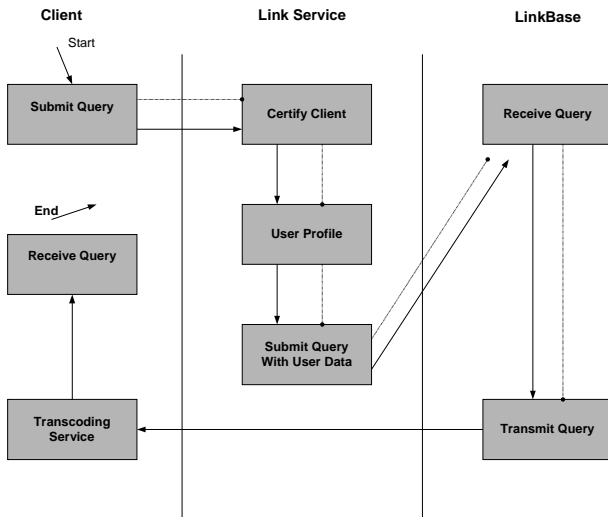 Client
Link Service
LinkBase
Start
Submit Query
Certify Client
Receive Query
End
User Profile
Receive Query
Submit Query
With User Data
Transcoding
Service
Transmit Query